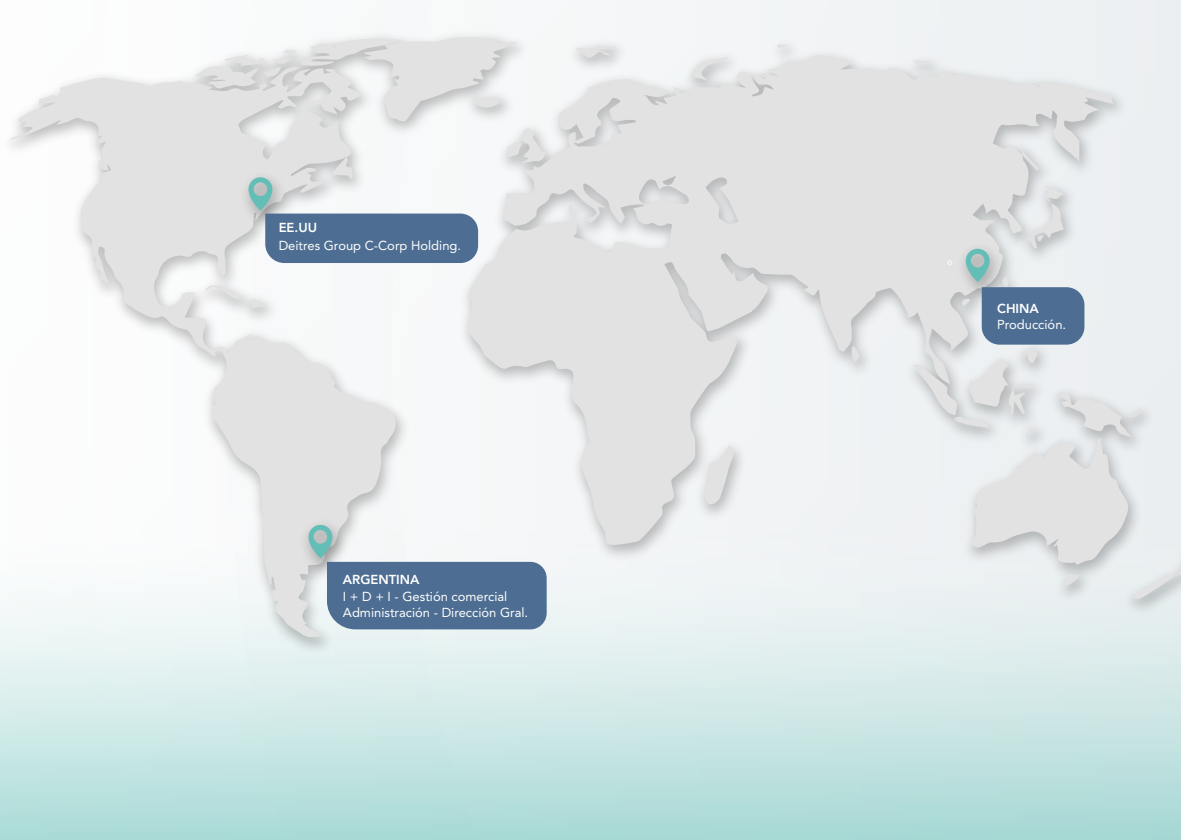 EE.UU
Deitres Group C-Corp Holding.
CHINA
Producción.
ARGENTINA
I + D + I - Gestión comercial
Administración - Dirección Gral.